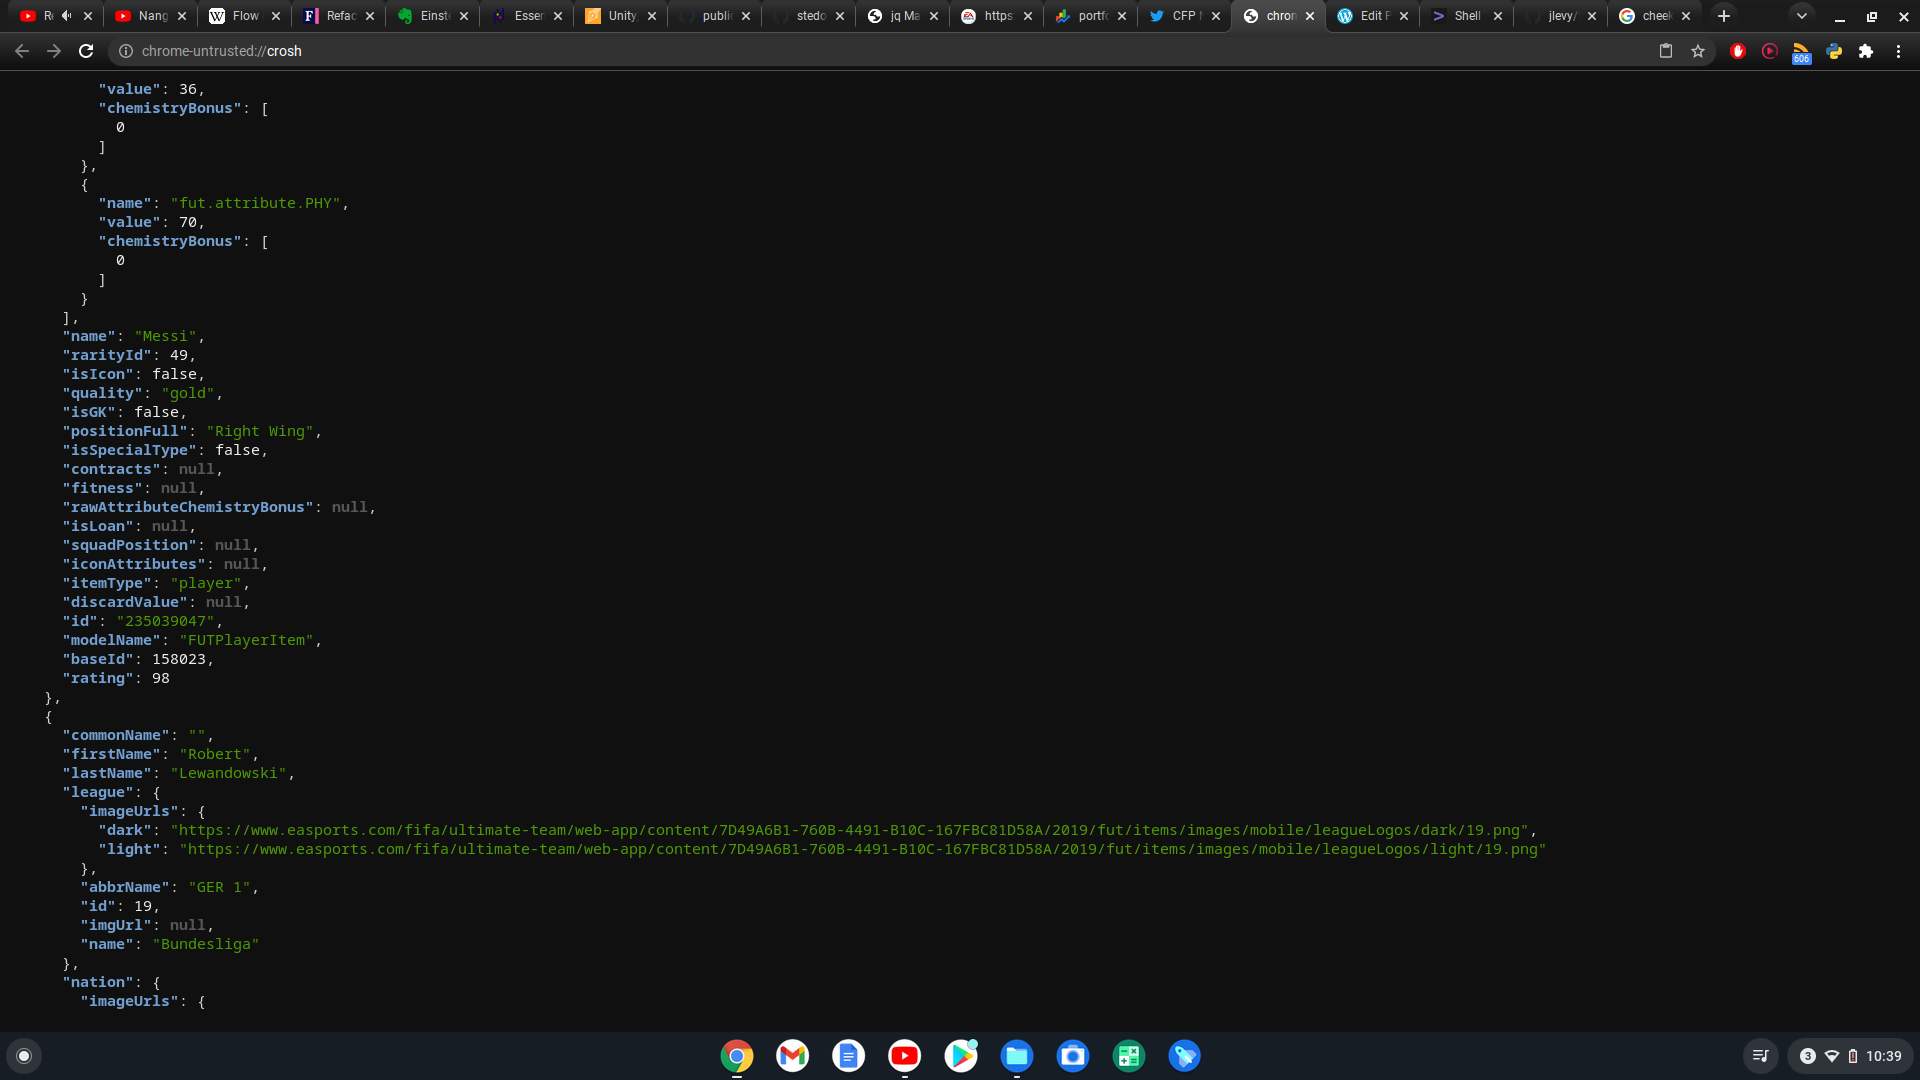 Re
Nang
Flow
Refac
Einste
Essen
Unity,
public
stedo
jq Ma
https:
portfo
CFP N
chron
Edit P
Shell
jlevy/
cheek
chrome-untrusted://crosh
606
"value": 36,
"chemistryBonus": [
0
]
},
{
"name": "fut.attribute.PHY",
"value": 70,
"chemistryBonus": [
0
]
}
],
"name": "Messi",
"rarityId": 49,
"isIcon": false,
"quality": "gold",
"isGK": false,
"positionFull": "Right Wing",
"isSpecialType": false,
"contracts": null,
"fitness": null,
"rawAttributeChemistryBonus": null,
"isLoan": null,
"squadPosition": null,
"iconAttributes": null,
"itemType": "player",
"discardValue": null,
"id": "235039047",
"modelName": "FUTPlayerItem",
"baseId": 158023,
"rating": 98
},
{
"commonName": "",
"firstName": "Robert",
"lastName": "Lewandowski",
"league": {
"imageUrls": {
"dark": "https://www.easports.com/fifa/ultimate-team/web-app/content/7D49A6B1-760B-4491-B10C-167FBC81D58A/2019/fut/items/images/mobile/leagueLogos/dark/19.png",
"light": "https://www.easports.com/fifa/ultimate-team/web-app/content/7D49A6B1-760B-4491-B10C-167FBC81D58A/2019/fut/items/images/mobile/leagueLogos/light/19.png"
},
"abbrName": "GER 1",
"id": 19,
"imgUrl": null,
"name": "Bundesliga"
},
"nation": {
"imageUrls": {
3
10:39